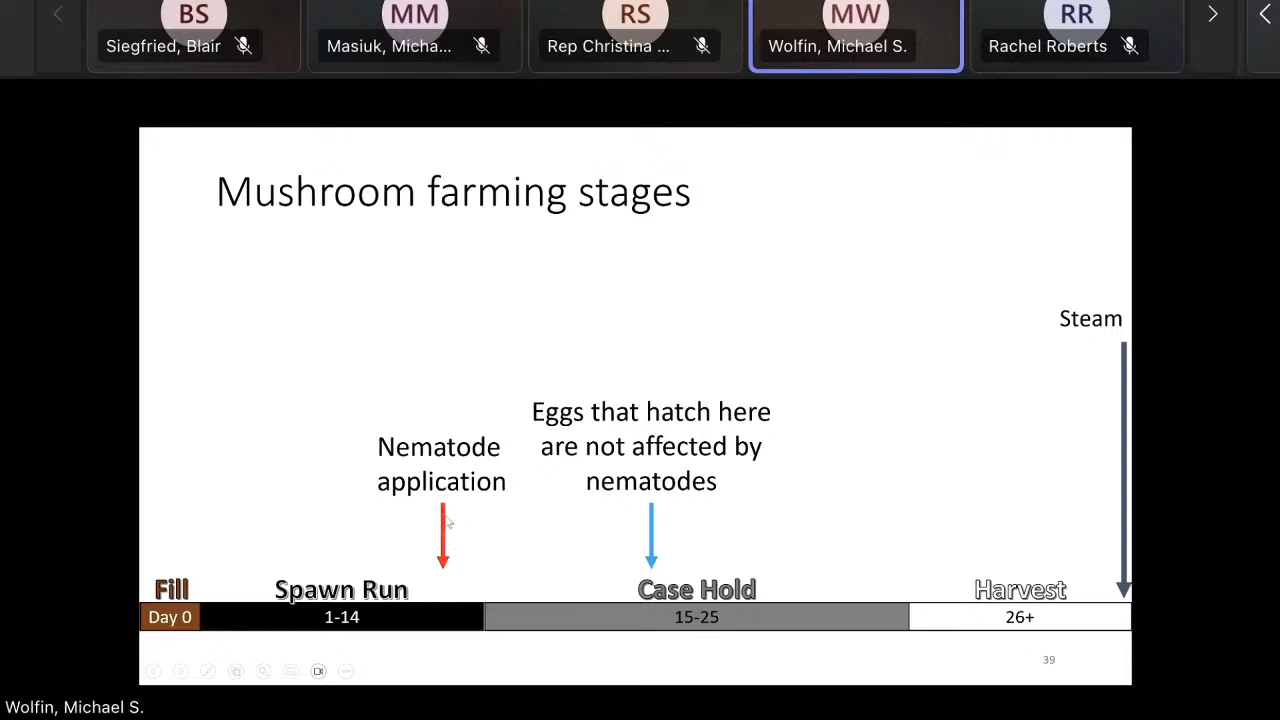 BS
MM
RS
MW
RR
Siegfried, Blair
Masiuk, Micha...
Rep Christina ...
Wolfin, Michael S.
Rachel Roberts
Mushroom farming stages
Steam
Eggs that hatch here
are not affected by
nematodes
Nematode
application
Fill
Spawn Run
Case Hold
Harvest
Day 0
1-14
15-25
26+
39
Wolfin, Michael S.